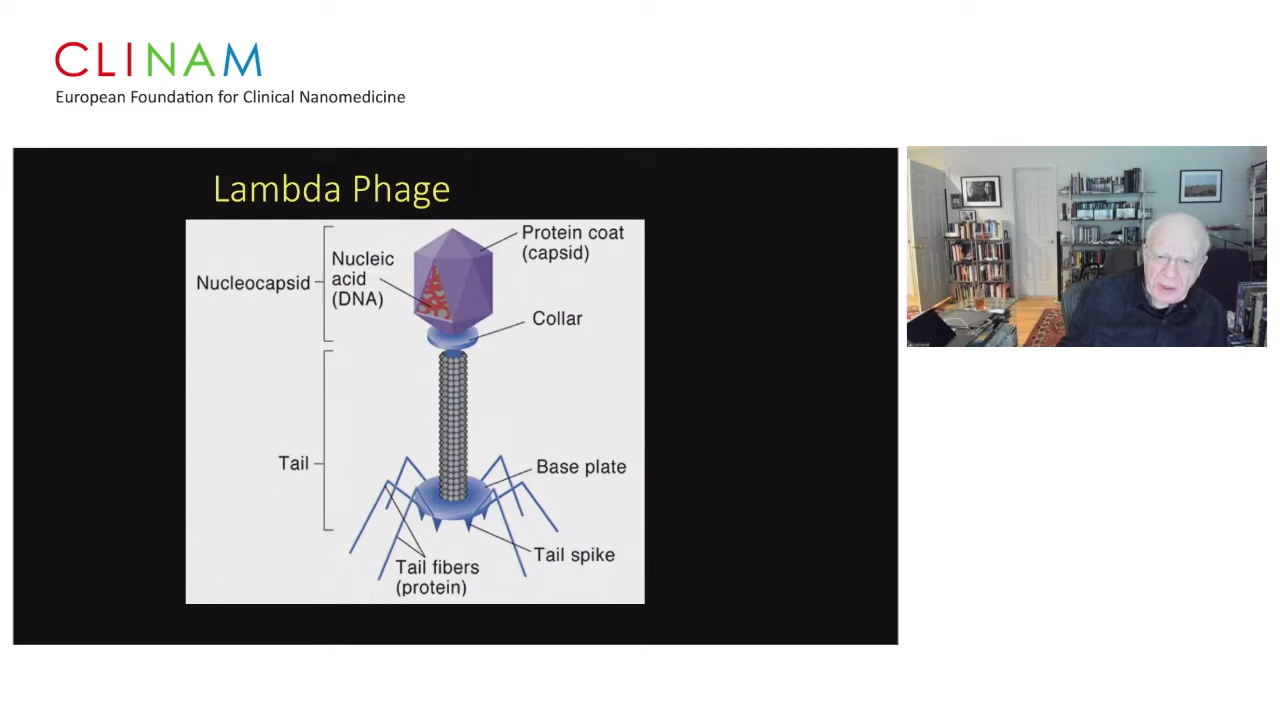 CLINAM
European Foundation for Clinical Nanomedicine
Lambda Phage
Nucleocapsid
Nucleic
acid
(DNA)
Protein coat
(capsid)
Collar
Tail
Base plate
Tail spike
Tail fibers
(protein)